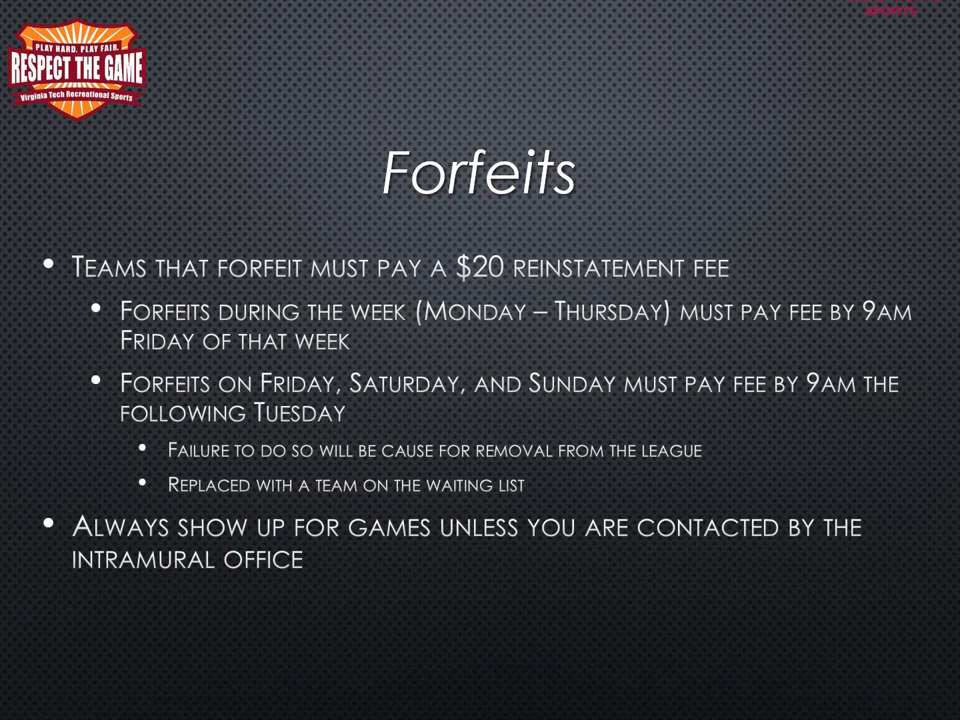 SPORTS
PLAY HARD. PLAY FAIR.
RESPECT THE GAME
Virginia Tech Recreational Sports
Forfeits
• TEAMS THAT FORFEIT MUST PAY A $20 REINSTATEMENT FEE
• FORFEITS DURING THE WEEK (MONDAY – THURSDAY) MUST PAY FEE BY 9AM
FRIDAY OF THAT WEEK
• FORFEITS ON FRIDAY, SATURDAY, AND SUNDAY MUST PAY FEE BY 9AM THE
FOLLOWING TUESDAY
• FAILURE TO DO SO WILL BE CAUSE FOR REMOVAL FROM THE LEAGUE
• REPLACED WITH A TEAM ON THE WAITING LIST
• ALWAYS SHOW UP FOR GAMES UNLESS YOU ARE CONTACTED BY THE
INTRAMURAL OFFICE